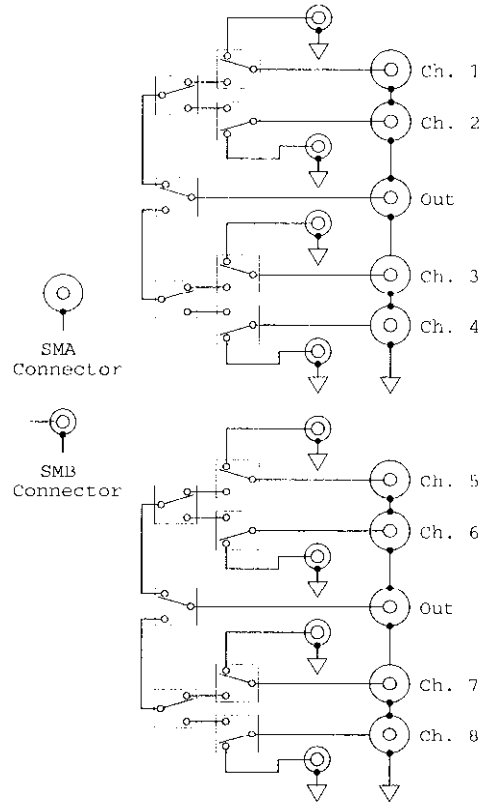 Ch. 1
Ch. 2
Out
Ch. 3
SMA
Connector
Ch. 4
SMB
Connector
Ch. 5
Ch. 6
Out
Ch. 7
Ch. 8